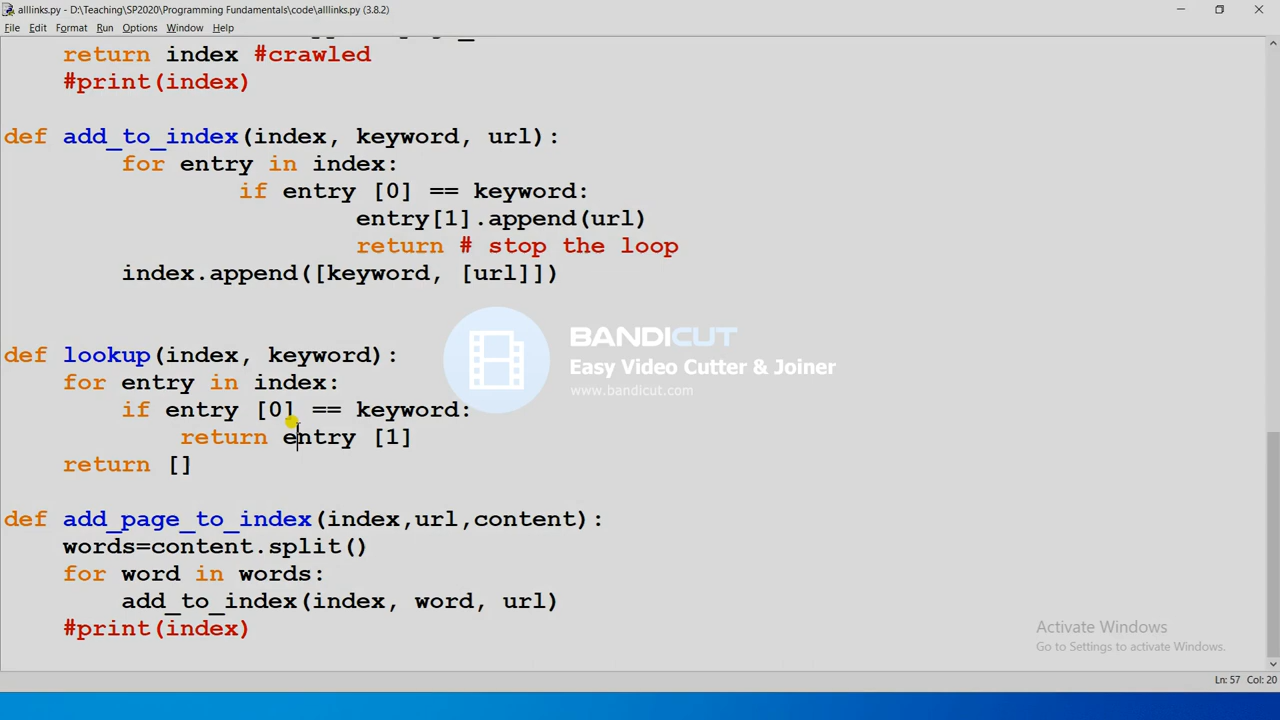 alllinks.py - D:\Teaching\SP2020\Programming Fundamentals\code\alllinks.py (3.8.2)
File Edit Format Run Options Window Help
return index #crawled
#print(index)
def add_to_index(index, keyword, url):
for entry in index:
if entry [0] == keyword:
entry[1].append(url)
return # stop the loop
index.append([keyword, [url]])
BANDICUT
Easy Video Cutter & Joiner
www.bandicut.com
def lookup(index, keyword):
for entry in index:
if entry [0] == keyword:
return entry [1]
return []
def add_page_to_index(index,url,content):
words=content.split()
for word in words:
add_to_index(index, word, url)
#print(index)
Activate Windows
Go to Settings to activate Windows.
Ln: 57 Col: 20